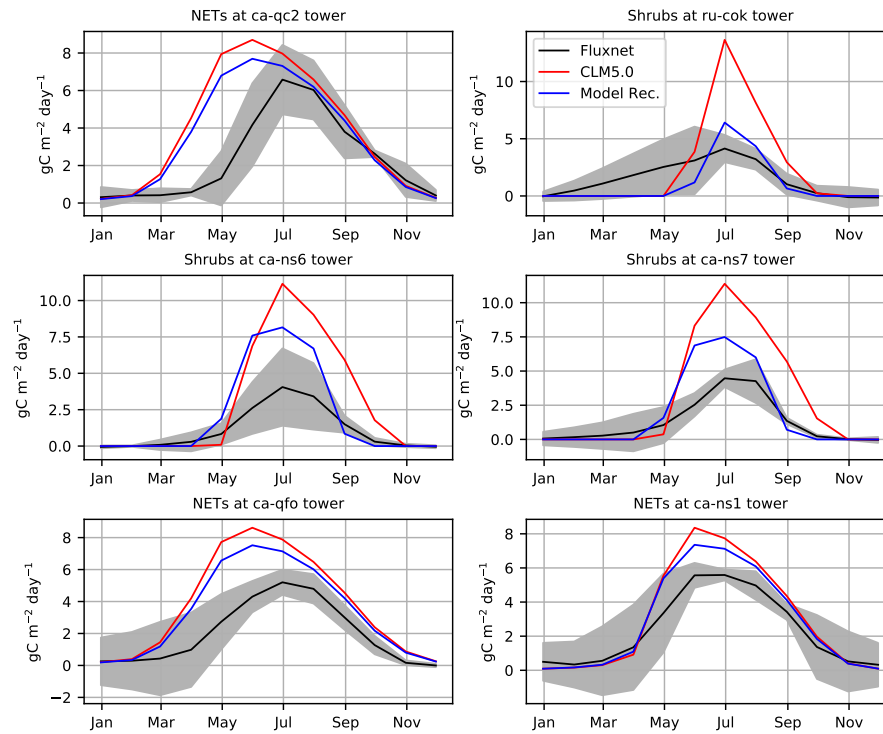 NETs at ca-qc2 tower
gC m⁻² day⁻¹
8
6
4
2
0
Jan Mar May Jul Sep Nov
Shrubs at ru-cok tower
Fluxnet
CLM5.0
Model Rec.
gC m⁻² day⁻¹
10
5
0
Jan Mar May Jul Sep Nov
Shrubs at ca-ns6 tower
gC m⁻² day⁻¹
10.0
7.5
5.0
2.5
0.0
Jan Mar May Jul Sep Nov
Shrubs at ca-ns7 tower
gC m⁻² day⁻¹
10.0
7.5
5.0
2.5
0.0
Jan Mar May Jul Sep Nov
NETs at ca-qfo tower
gC m⁻² day⁻¹
8
6
4
2
0
−2
Jan Mar May Jul Sep Nov
NETs at ca-ns1 tower
gC m⁻² day⁻¹
8
6
4
2
0
Jan Mar May Jul Sep Nov